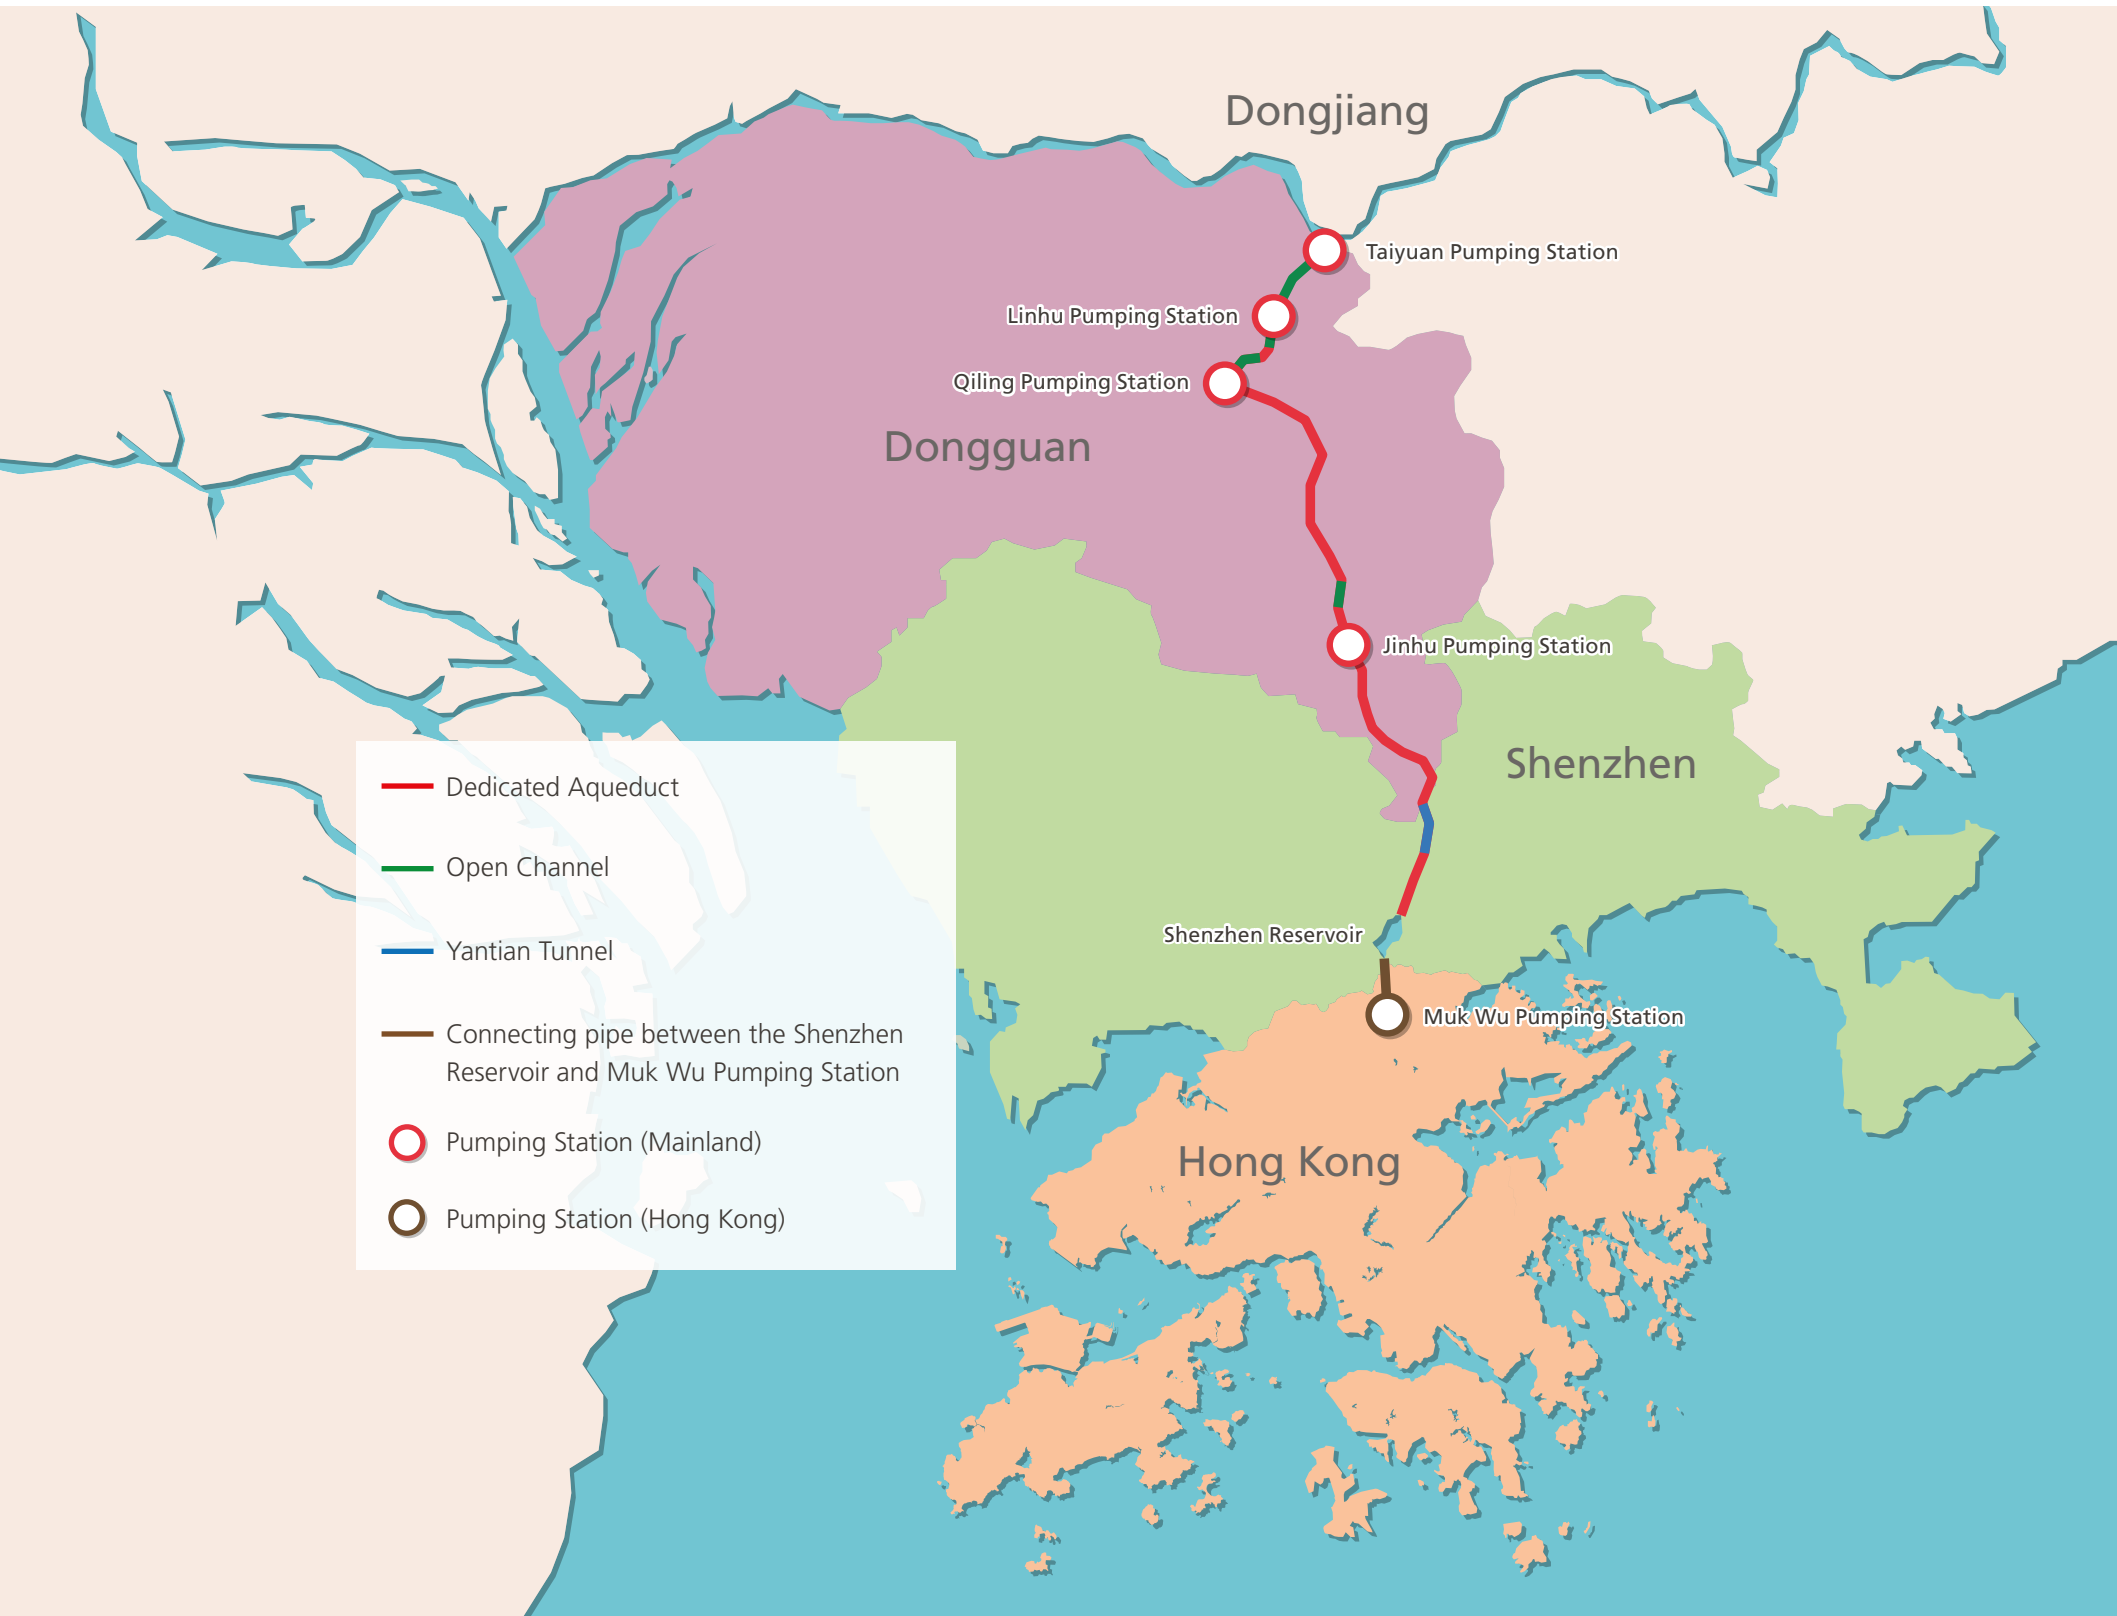 Dongjiang
Taiyuan Pumping Station
Linhu Pumping Station
Qiling Pumping Station
Dongguan
Jinhu Pumping Station
Shenzhen
Dedicated Aqueduct
Open Channel
Shenzhen Reservoir
Yantian Tunnel
Muk Wu Pumping Station
Connecting pipe between the Shenzhen
Reservoir and Muk Wu Pumping Station
Pumping Station (Mainland)
Hong Kong
Pumping Station (Hong Kong)